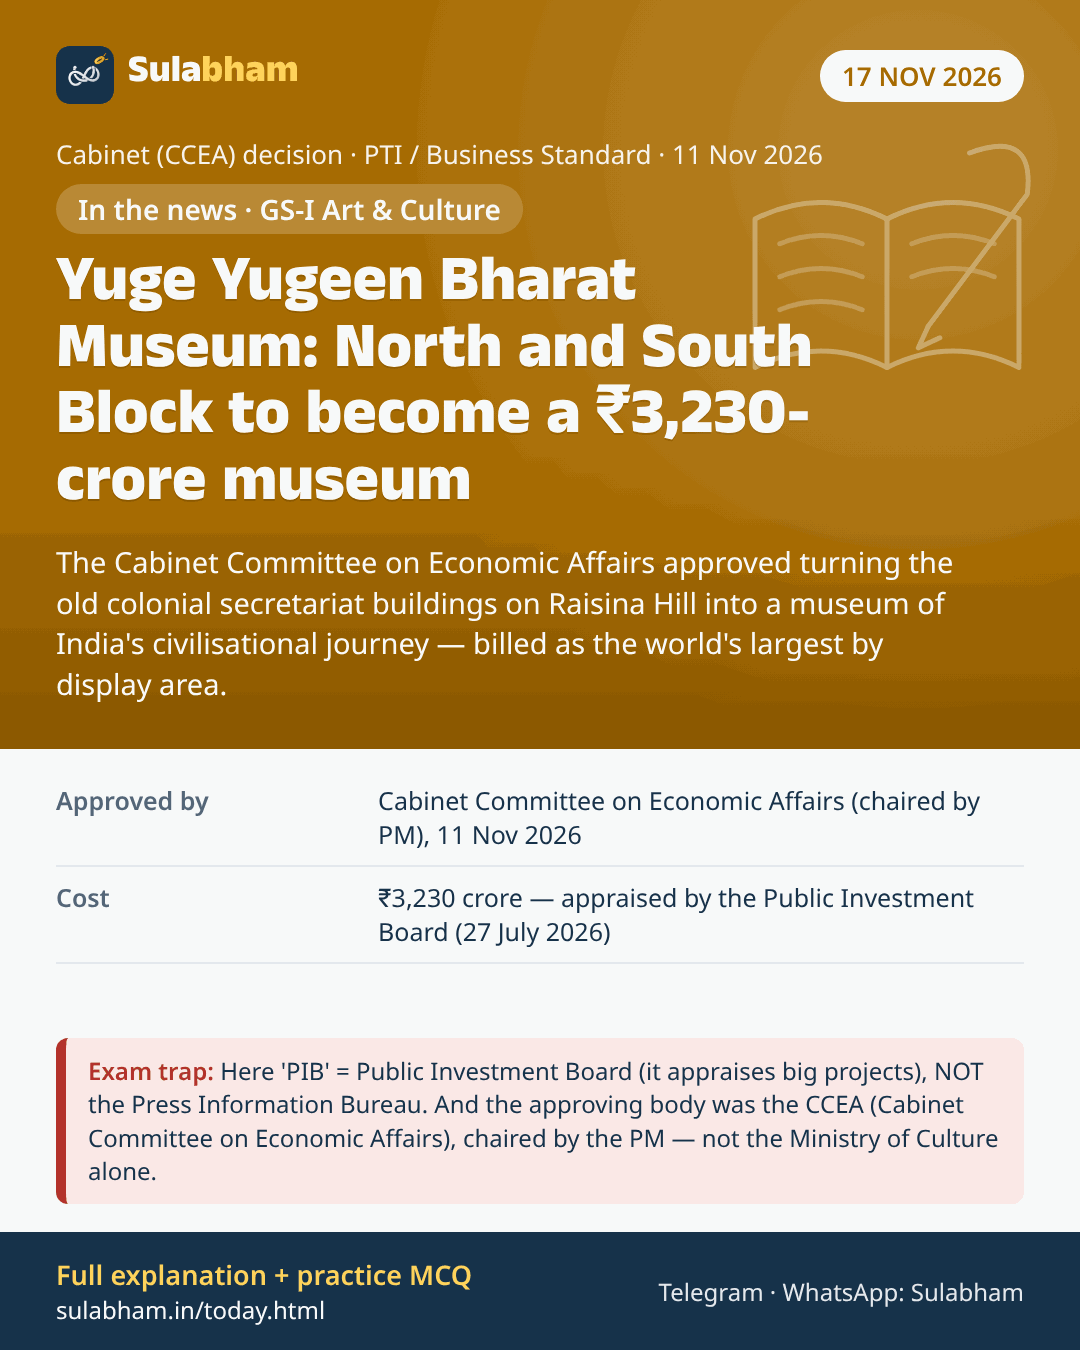 Sulabham
17 NOV 2026
Cabinet (CCEA) decision · PTI / Business Standard · 11 Nov 2026
In the news · GS-I Art & Culture
Yuge Yugeen Bharat
Museum: North and South
Block to become a ₹3,230-
crore museum
The Cabinet Committee on Economic Affairs approved turning the
old colonial secretariat buildings on Raisina Hill into a museum of
India's civilisational journey — billed as the world's largest by
display area.
Approved by
Cabinet Committee on Economic Affairs (chaired by
PM), 11 Nov 2026
Cost
₹3,230 crore — appraised by the Public Investment
Board (27 July 2026)
Exam trap: Here 'PIB' = Public Investment Board (it appraises big projects), NOT
the Press Information Bureau. And the approving body was the CCEA (Cabinet
Committee on Economic Affairs), chaired by the PM — not the Ministry of Culture
alone.
Full explanation + practice MCQ
sulabham.in/today.html
Telegram · WhatsApp: Sulabham